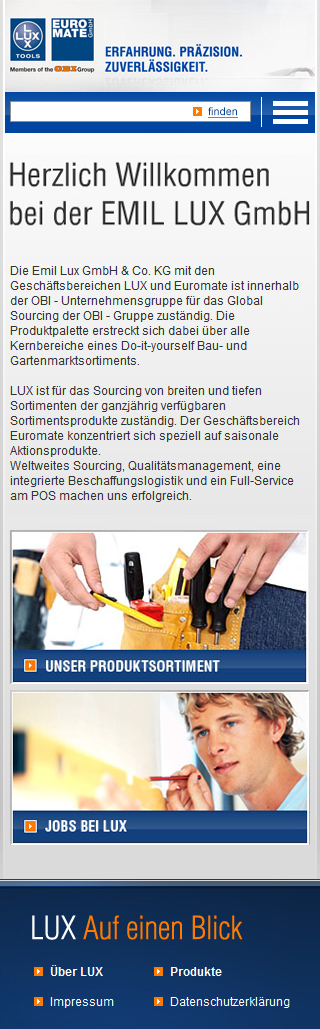 LUX
LUX
TOOLS
EURO
MATE GmbH
Members of the OBI Group
ERFAHRUNG. PRÄZISION.
ZUVERLÄSSIGKEIT.
finden
Herzlich Willkommen
bei der EMIL LUX GmbH
Die Emil Lux GmbH & Co. KG mit den
Geschäftsbereichen LUX und Euromate ist innerhalb
der OBI - Unternehmensgruppe für das Global
Sourcing der OBI - Gruppe zuständig. Die
Produktpalette erstreckt sich dabei über alle
Kernbereiche eines Do-it-yourself Bau- und
Gartenmarktsortiments.
LUX ist für das Sourcing von breiten und tiefen
Sortimenten der ganzjährig verfügbaren
Sortimentsprodukte zuständig. Der Geschäftsbereich
Euromate konzentriert sich speziell auf saisonale
Aktionsprodukte.
Weltweites Sourcing, Qualitätsmanagement, eine
integrierte Beschaffungslogistik und ein Full-Service
am POS machen uns erfolgreich.
UNSER PRODUKTSORTIMENT
JOBS BEI LUX
LUX Auf einen Blick
Über LUX Produkte
Impressum Datenschutzerklärung